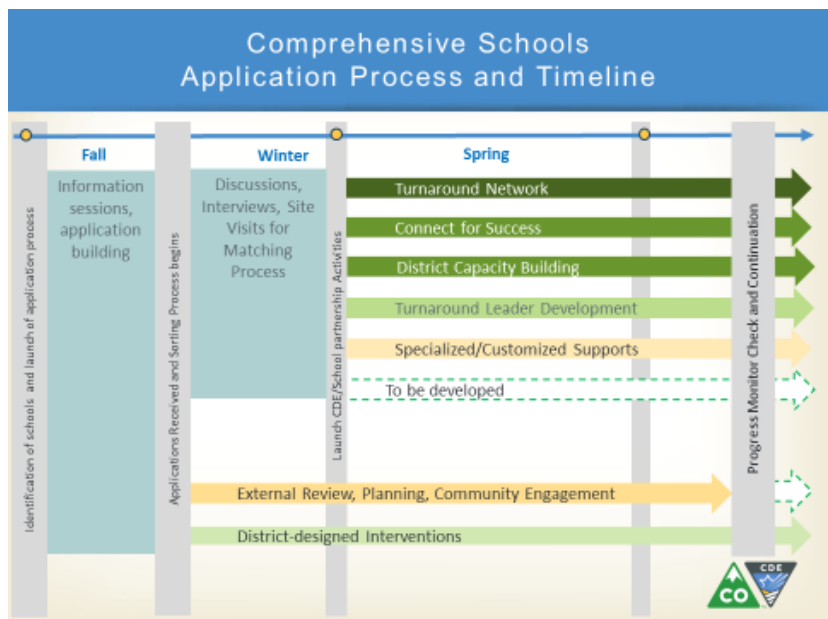 Comprehensive Schools
Application Process and Timeline
Fall
Winter
Spring
Identification of schools and launch of application process
Information
sessions,
application
building
Applications Received and Sorting Process begins
Discussions,
Interviews, Site
Visits for
Matching
Process
Launch CDE/School partnership Activities
Turnaround Network
Connect for Success
District Capacity Building
Turnaround Leader Development
Specialized/Customized Supports
To be developed
External Review, Planning, Community Engagement
District-designed Interventions
Progress Monitor Check and Continuation
CO
CDE